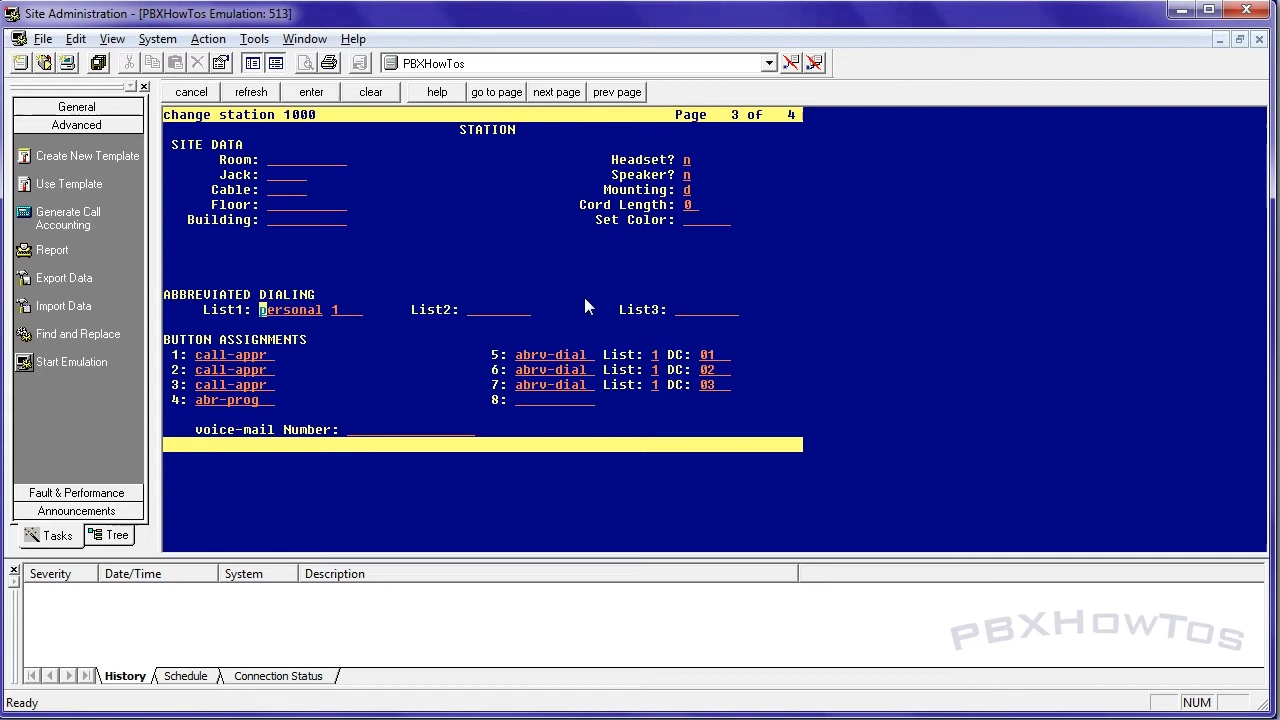 Site Administration - [PBXHowTos Emulation: 513]
File Edit View System Action Tools Window Help
PBXHowTos
cancel refresh enter clear help go to page next page prev page
General
Advanced
Create New Template
Use Template
Generate Call
Accounting
Report
Export Data
Import Data
Find and Replace
Start Emulation
Fault & Performance
Announcements
Tasks Tree
change station 1000 Page 3 of 4
STATION
SITE DATA
Room: Headset? n
Jack: Speaker? n
Cable: Mounting: d
Floor: Cord Length: 0
Building: Set Color:
ABBREVIATED DIALING
List1: personal 1 List2: List3:
BUTTON ASSIGNMENTS
1: call-appr 5: abrv-dial List: 1 DC: 01
2: call-appr 6: abrv-dial List: 1 DC: 02
3: call-appr 7: abrv-dial List: 1 DC: 03
4: abr-prog 8:
voice-mail Number:
Severity Date/Time System Description
PBXHowTos
History Schedule Connection Status
Ready NUM